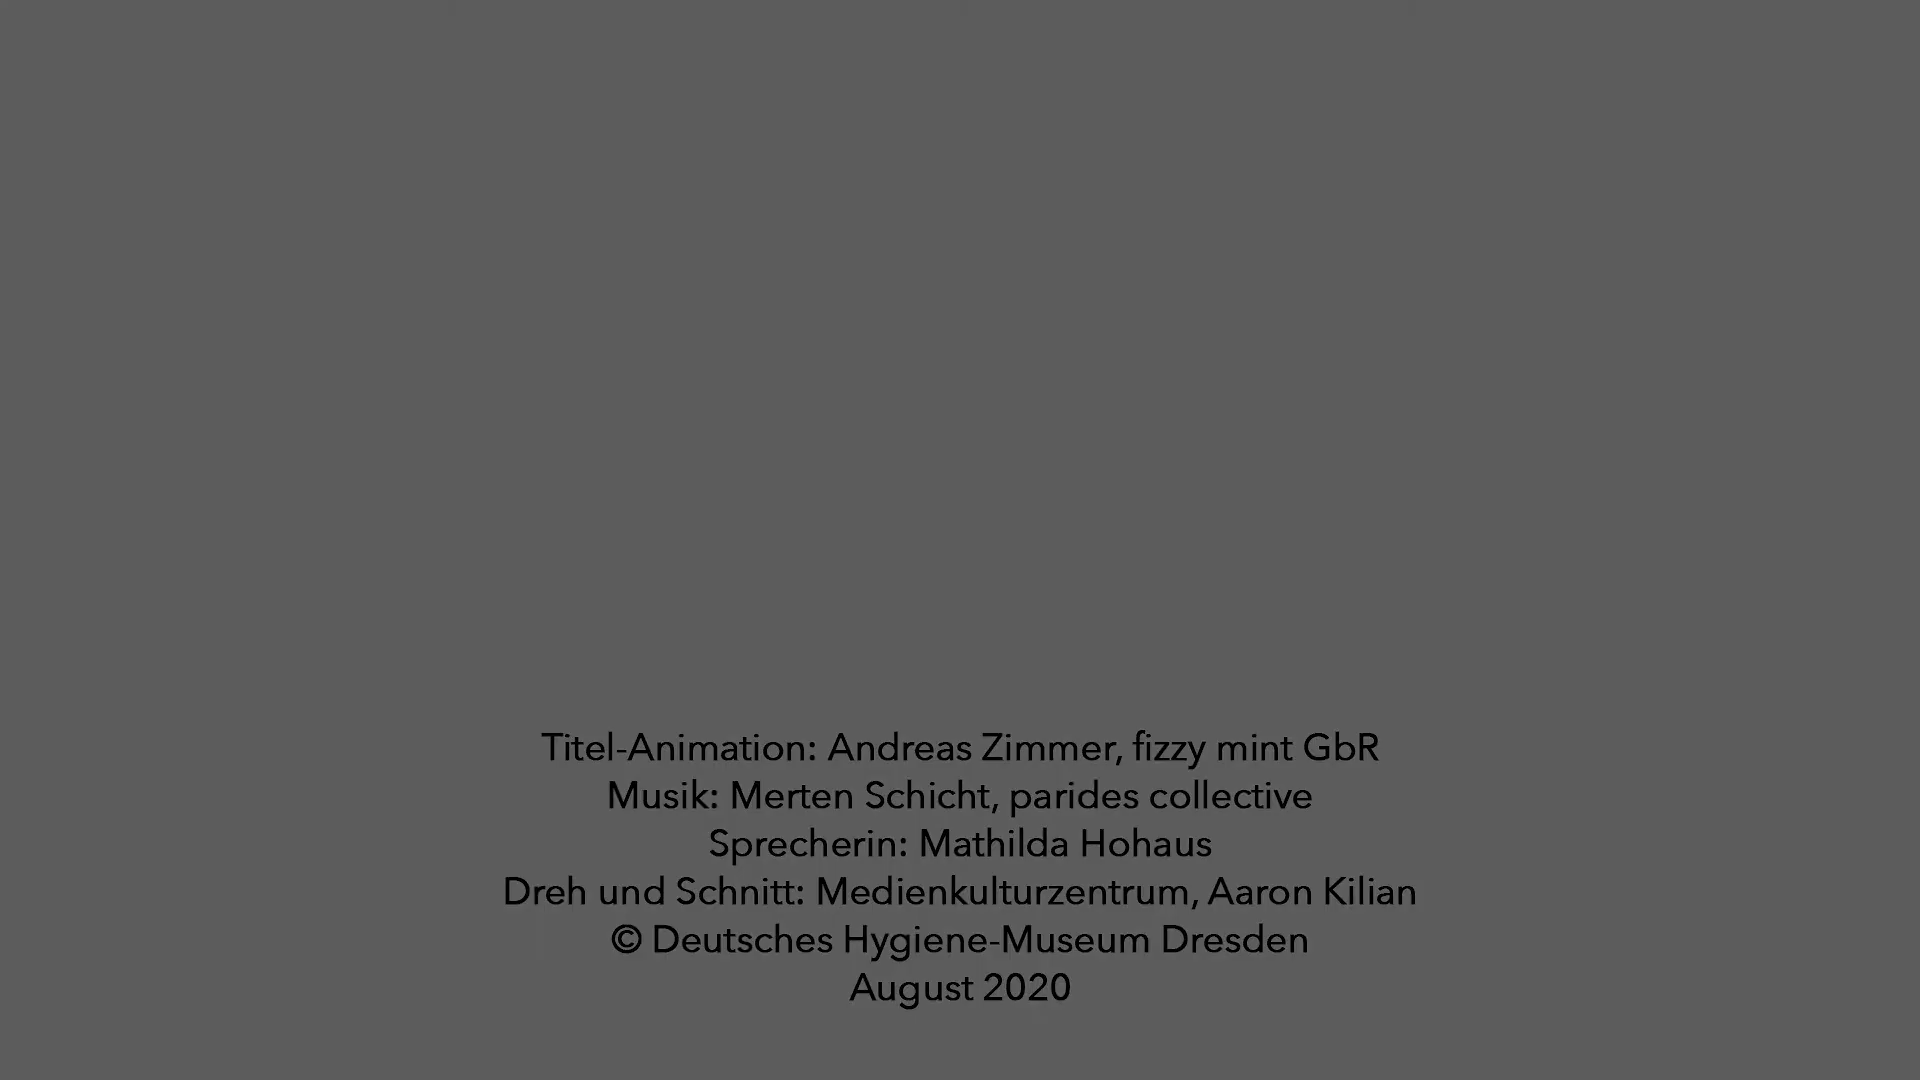 Titel-Animation: Andreas Zimmer, fizzy mint GbR
Musik: Merten Schicht, parides collective
Sprecherin: Mathilda Hohaus
Dreh und Schnitt: Medienkulturzentrum, Aaron Kilian
© Deutsches Hygiene-Museum Dresden
August 2020